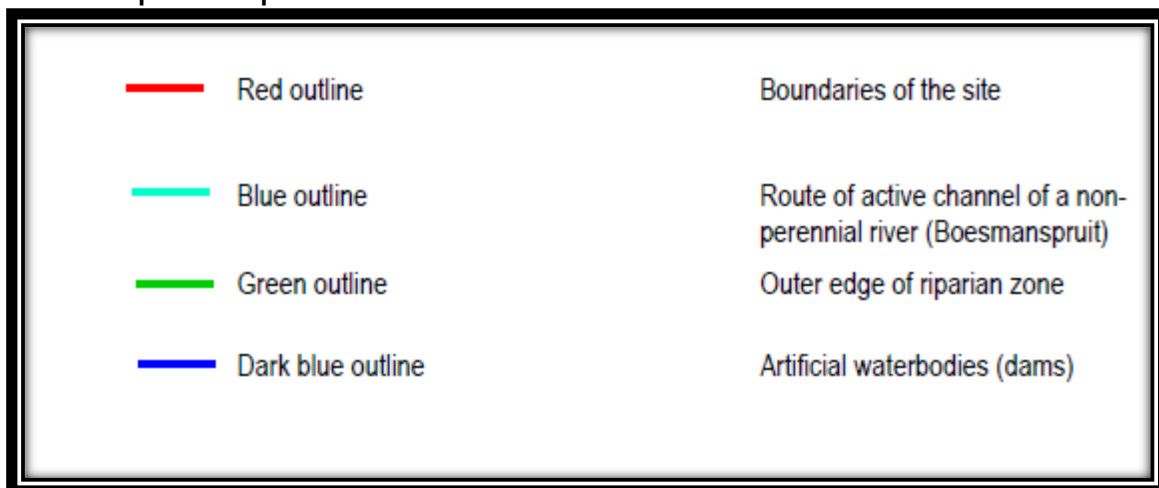 Red outline Boundaries of the site
Blue outline Route of active channel of a non-
perennial river (Boesmanspruit)
Green outline Outer edge of riparian zone
Dark blue outline Artificial waterbodies (dams)